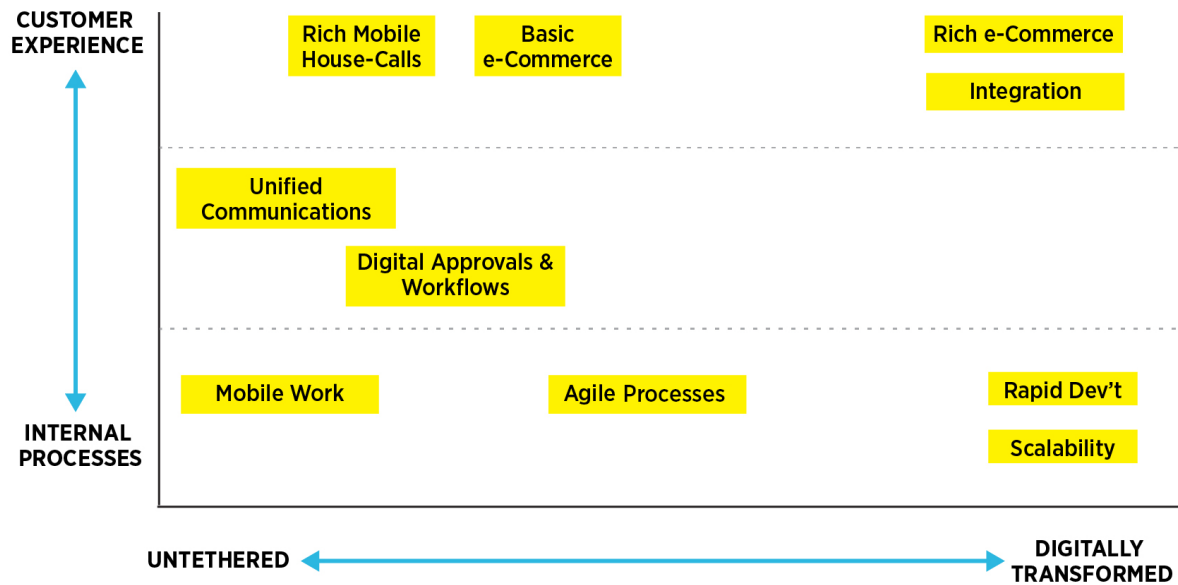 CUSTOMER
EXPERIENCE
Rich Mobile
House-Calls
Basic
e-Commerce
Rich e-Commerce
Integration
Unified
Communications
Digital Approvals &
Workflows
Mobile Work
Agile Processes
Rapid Dev't
Scalability
INTERNAL
PROCESSES
UNTETHERED
DIGITALLY
TRANSFORMED